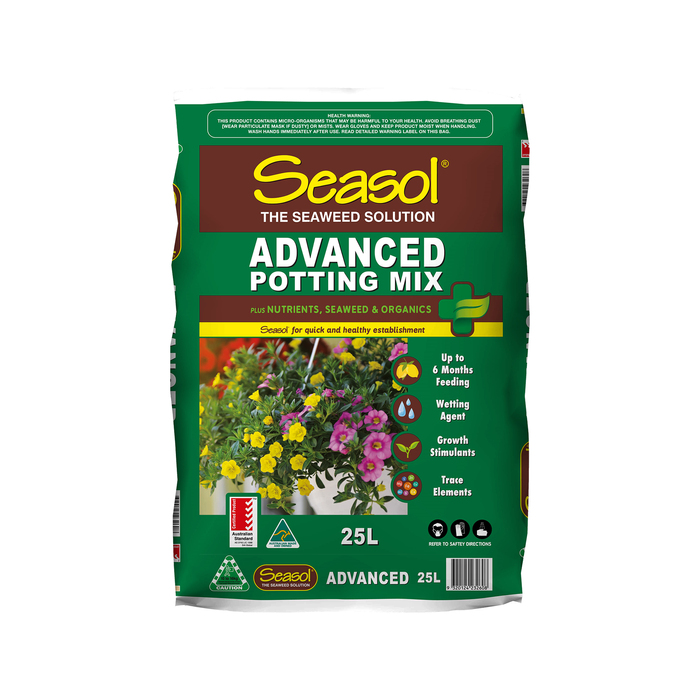 HEALTH WARNING:
THIS PRODUCT CONTAINS MICRO-ORGANISMS THAT MAY BE HARMFUL TO YOUR HEALTH. AVOID BREATHING DUST
(WEAR PARTICULATE MASK IF DUSTY) OR MISTS. WEAR GLOVES AND KEEP PRODUCT MOIST WHEN HANDLING.
WASH HANDS IMMEDIATELY AFTER USE. READ DETAILED WARNING LABEL ON THIS BAG.
Seasol®
THE SEAWEED SOLUTION
ADVANCED
POTTING MIX
PLUS NUTRIENTS, SEAWEED & ORGANICS
Seasol for quick and healthy establishment
Up to
6 Months
Feeding
Wetting
Agent
Growth
Stimulants
Trace
Elements
Certified Product
Australian
Standard
25L
REFER TO SAFTEY DIRECTIONS
CAUTION
Seasol
THE SEAWEED SOLUTION
ADVANCED 25L